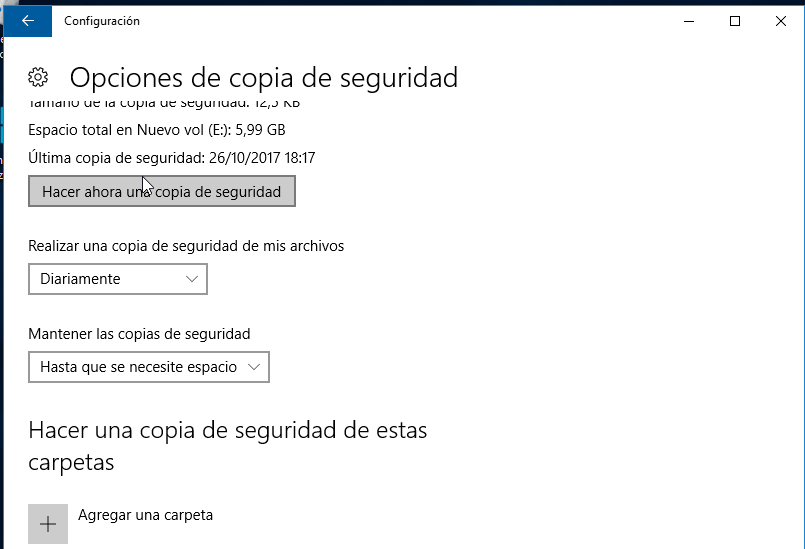 Configuración
Opciones de copia de seguridad
Tamaño de la copia de seguridad: 12,5 KB
Espacio total en Nuevo vol (E:): 5,99 GB
Última copia de seguridad: 26/10/2017 18:17
Hacer ahora una copia de seguridad
Realizar una copia de seguridad de mis archivos
Diariamente
Mantener las copias de seguridad
Hasta que se necesite espacio
Hacer una copia de seguridad de estas
carpetas
Agregar una carpeta